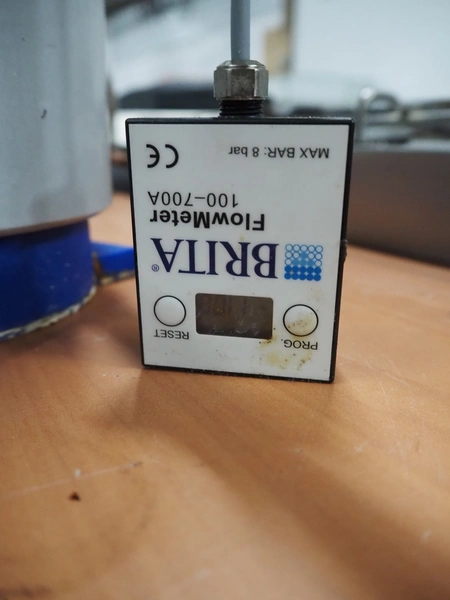 PROG.
RESET
BRITA®
FlowMeter
100–700A
MAX BAR: 8 bar
CE